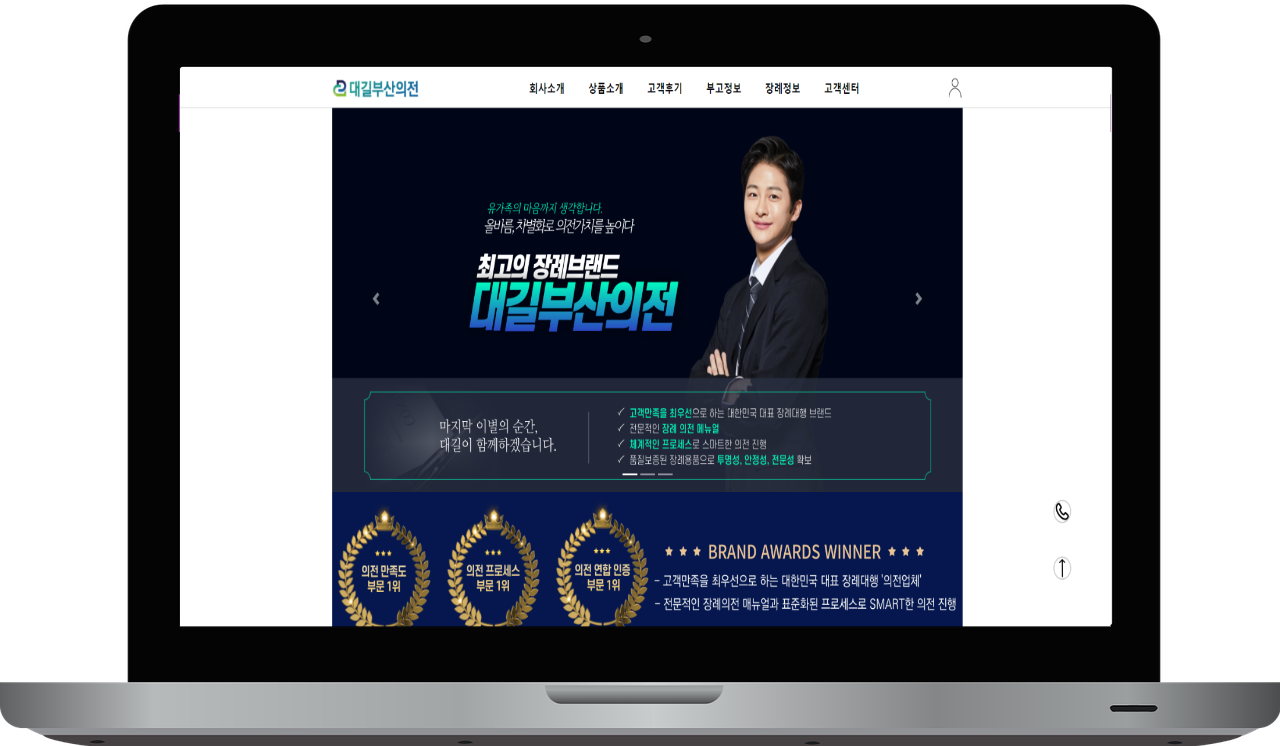 대길부산의전
회사소개 상품소개 고객후기 부고정보 장례정보 고객센터
유가족의 마음까지 생각합니다.
올바름, 차별화로 의전가치를 높이다
최고의 장례브랜드
대길부산의전
마지막 이별의 순간,
대길이 함께하겠습니다.
✓ 고객만족을 최우선으로 하는 대한민국 대표 장례대행 브랜드
✓ 전문적인 장례 의전 메뉴얼
✓ 체계적인 프로세스로 스마트한 의전 진행
✓ 품질보증된 장례용품으로 투명성, 안정성, 전문성 확보
의전 만족도
부문 1위
의전 프로세스
부문 1위
의전 연합 인증
부문 1위
★ ★ ★ BRAND AWARDS WINNER ★ ★ ★
- 고객만족을 최우선으로 하는 대한민국 대표 장례대행 '의전업체'
- 전문적인 장례의전 매뉴얼과 표준화된 프로세스로 SMART한 의전 진행